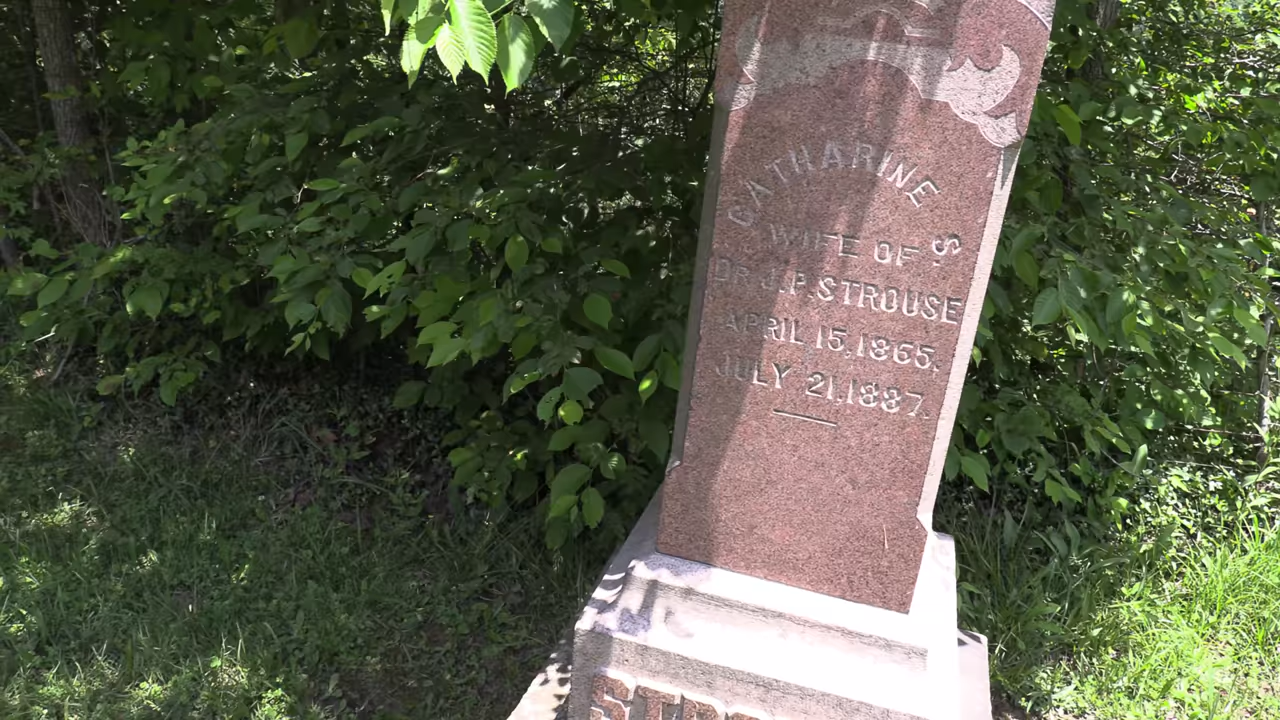 CATHARINE S.
WIFE OF
DR J.P. STROUSE
APRIL 15, 1865.
JULY 21, 1887.